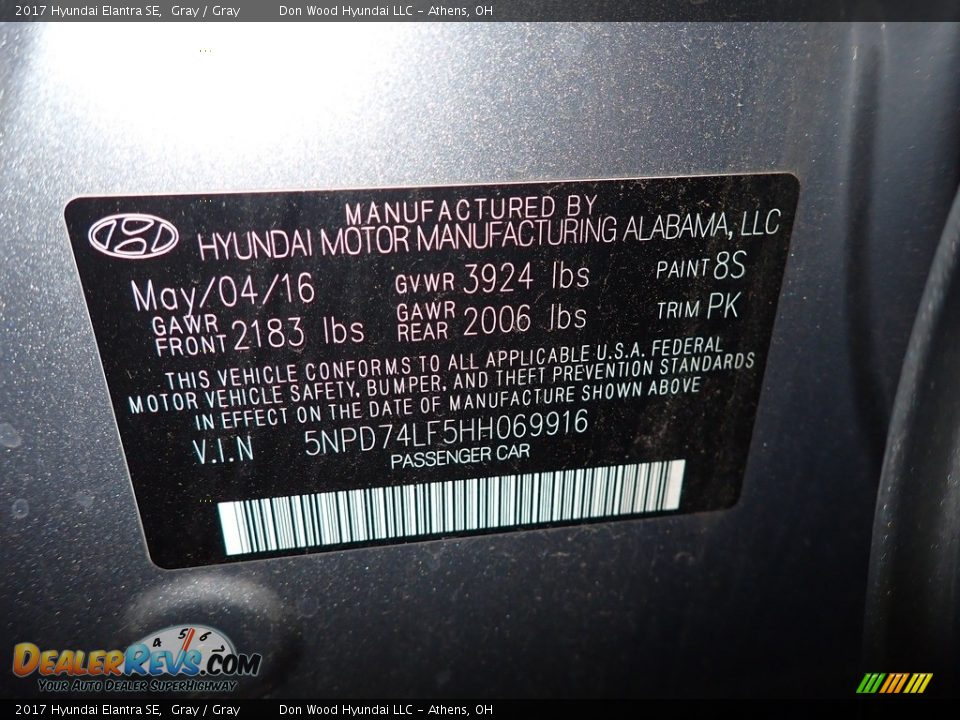 2017 Hyundai Elantra SE,  Gray / Gray        Don Wood Hyundai LLC - Athens, OH
MANUFACTURED BY
HYUNDAI MOTOR MANUFACTURING ALABAMA, LLC
May/04/16 GVWR 3924 lbs PAINT 8S
GAWR FRONT 2183 lbs GAWR REAR 2006 lbs TRIM PK
THIS VEHICLE CONFORMS TO ALL APPLICABLE U.S.A. FEDERAL
MOTOR VEHICLE SAFETY, BUMPER, AND THEFT PREVENTION STANDARDS
IN EFFECT ON THE DATE OF MANUFACTURE SHOWN ABOVE
V.I.N 5NPD74LF5HH069916
PASSENGER CAR
4 5 6 7
DEALERREVS.COM
YOUR AUTO DEALER SUPERHIGHWAY
2017 Hyundai Elantra SE,  Gray / Gray        Don Wood Hyundai LLC - Athens, OH